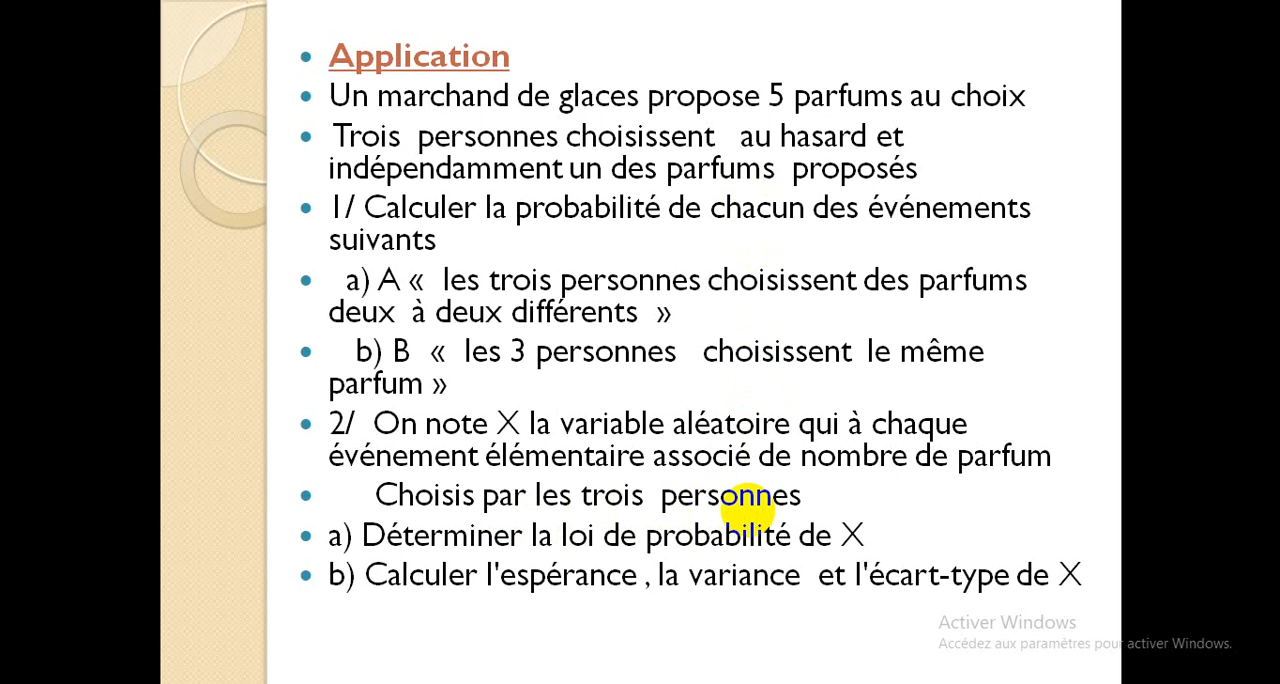 Application
Un marchand de glaces propose 5 parfums au choix
Trois personnes choisissent au hasard et
indépendamment un des parfums proposés
1/ Calculer la probabilité de chacun des événements
suivants
a) A « les trois personnes choisissent des parfums
deux à deux différents »
b) B « les 3 personnes choisissent le même
parfum »
2/ On note X la variable aléatoire qui à chaque
événement élémentaire associé de nombre de parfum
Choisis par les trois personnes
a) Déterminer la loi de probabilité de X
b) Calculer l'espérance , la variance et l'écart-type de X
Activer Windows
Accédez aux paramètres pour activer Windows.